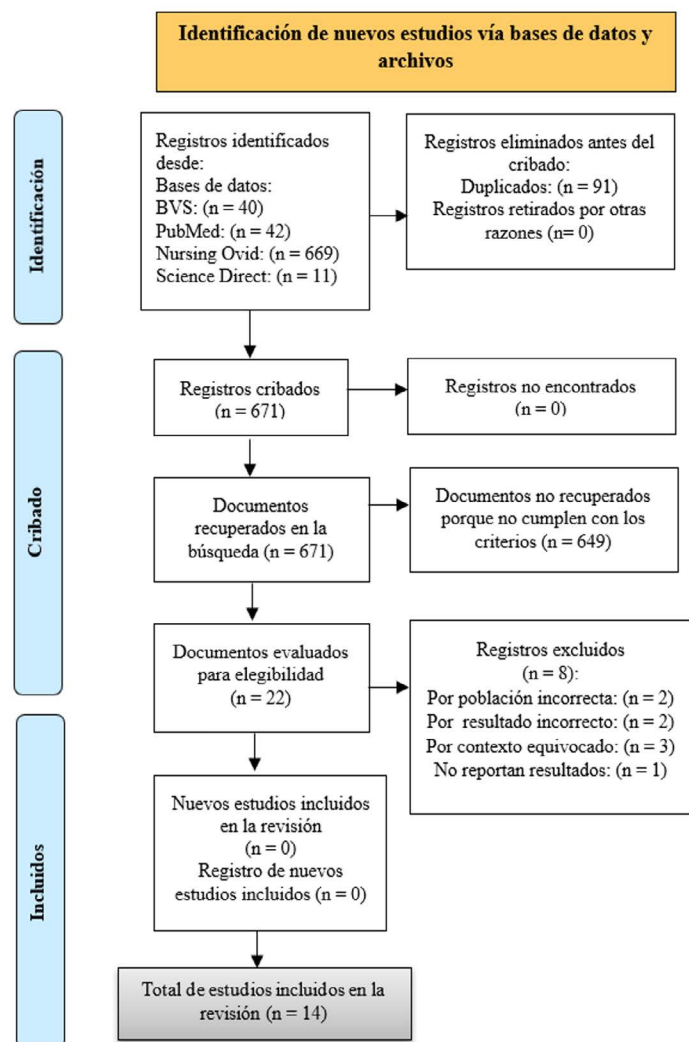 Identificación de nuevos estudios vía bases de datos y
archivos
Identificación
Registros identificados
desde:
Bases de datos:
BVS: (n = 40)
PubMed: (n = 42)
Nursing Ovid: (n = 669)
Science Direct: (n = 11)
Registros eliminados antes del
cribado:
Duplicados: (n = 91)
Registros retirados por otras
razones (n= 0)
Cribado
Registros cribados
(n = 671)
Registros no encontrados
(n = 0)
Documentos
recuperados en la
búsqueda (n = 671)
Documentos no recuperados
porque no cumplen con los
criterios (n = 649)
Documentos evaluados
para elegibilidad
(n = 22)
Registros excluidos
(n = 8):
Por población incorrecta: (n = 2)
Por resultado incorrecto: (n = 2)
Por contexto equivocado: (n = 3)
No reportan resultados: (n = 1)
Incluidos
Nuevos estudios incluidos
en la revisión
(n = 0)
Registro de nuevos
estudios incluidos (n = 0)
Total de estudios incluidos en la
revisión (n = 14)